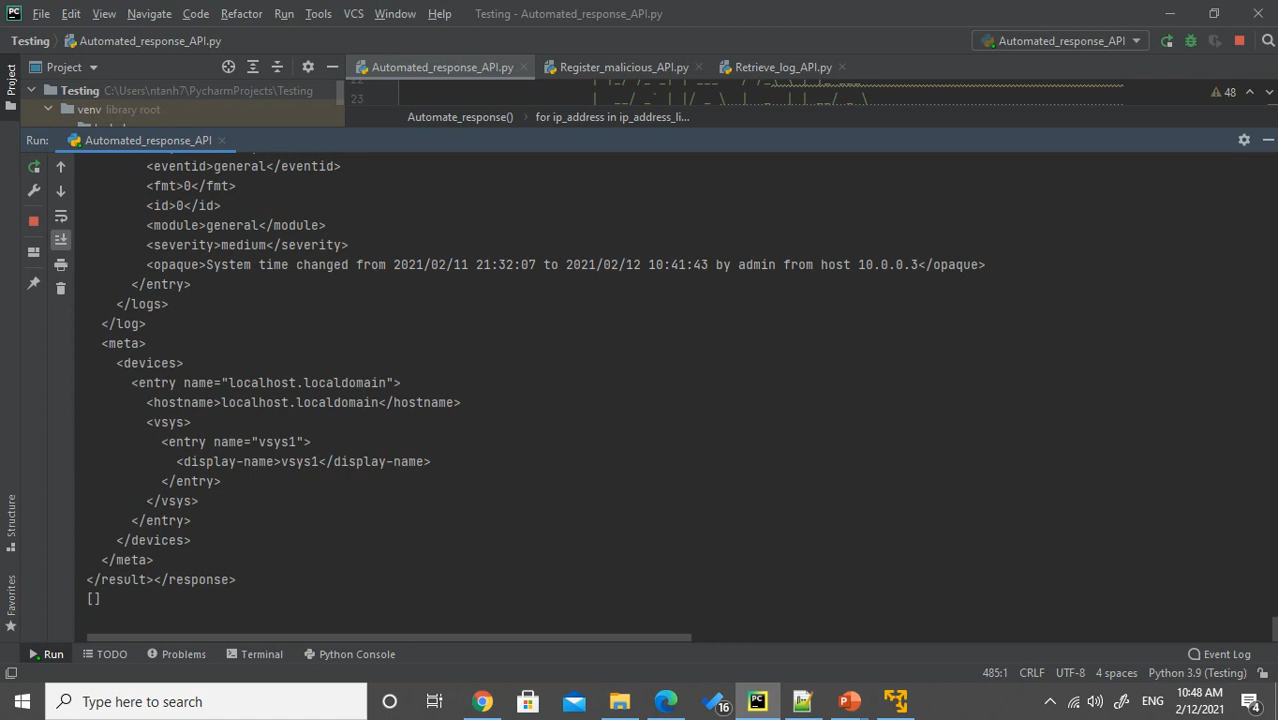 PC File Edit View Navigate Code Refactor Run Tools VCS Window Help Testing - Automated_response_API.py
Testing Automated_response_API.py Automated_response_API
Project Project Automated_response_API.py Register_malicious_API.py Retrieve_log_API.py
Testing C:\Users\ntanh7\PycharmProjects\Testing
23 48
venv library root
Automate_response() for ip_address in ip_address_li...
Run: Automated_response_API
<eventid>general</eventid>
<fmt>0</fmt>
<id>0</id>
<module>general</module>
<severity>medium</severity>
<opaque>System time changed from 2021/02/11 21:32:07 to 2021/02/12 10:41:43 by admin from host 10.0.0.3</opaque>
</entry>
</logs>
</log>
<meta>
<devices>
<entry name="localhost.localdomain">
<hostname>localhost.localdomain</hostname>
<vsys>
<entry name="vsys1">
<display-name>vsys1</display-name>
</entry>
</vsys>
</entry>
</devices>
</meta>
</result></response>
[]
Structure
Favorites
Run TODO Problems Terminal Python Console Event Log
485:1 CRLF UTF-8 4 spaces Python 3.9 (Testing)
Type here to search 16 ENG 10:48 AM
2/12/2021 4